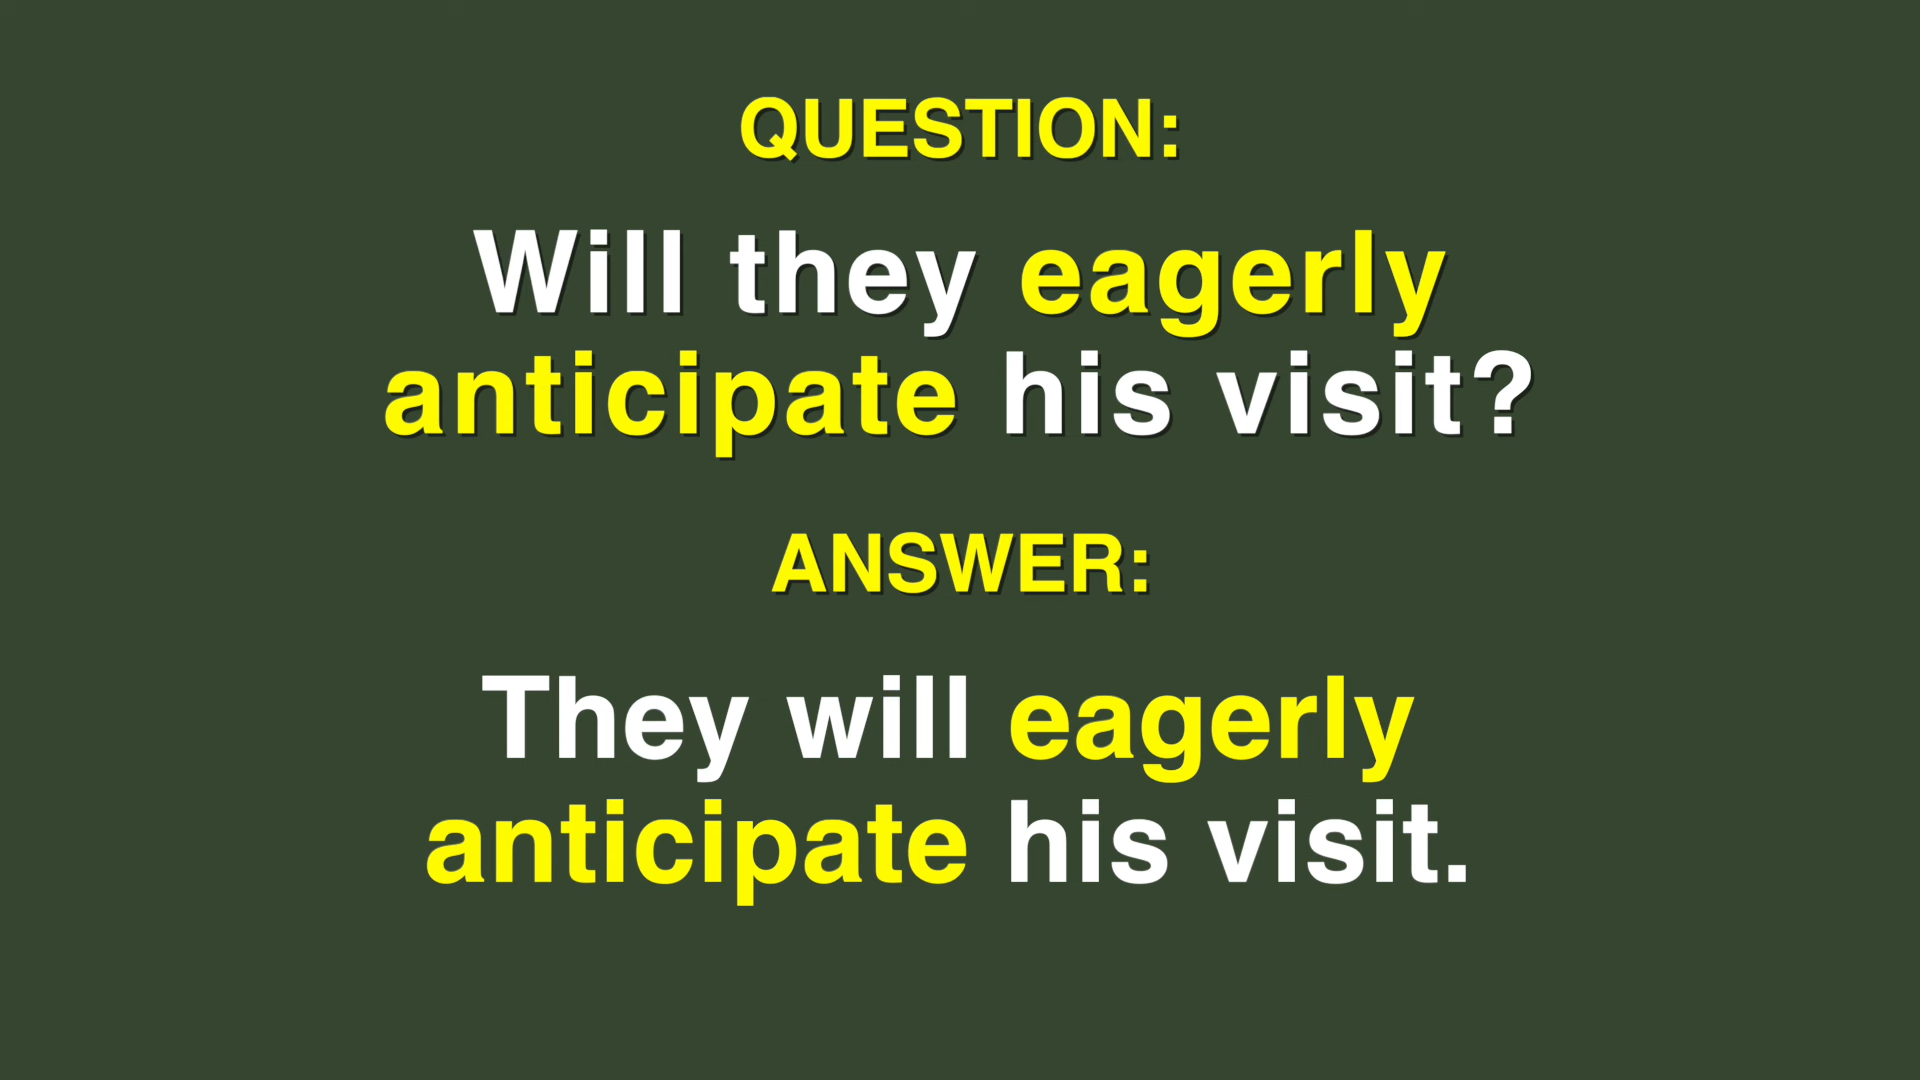 QUESTION:
Will they eagerly
anticipate his visit?
ANSWER:
They will eagerly
anticipate his visit.